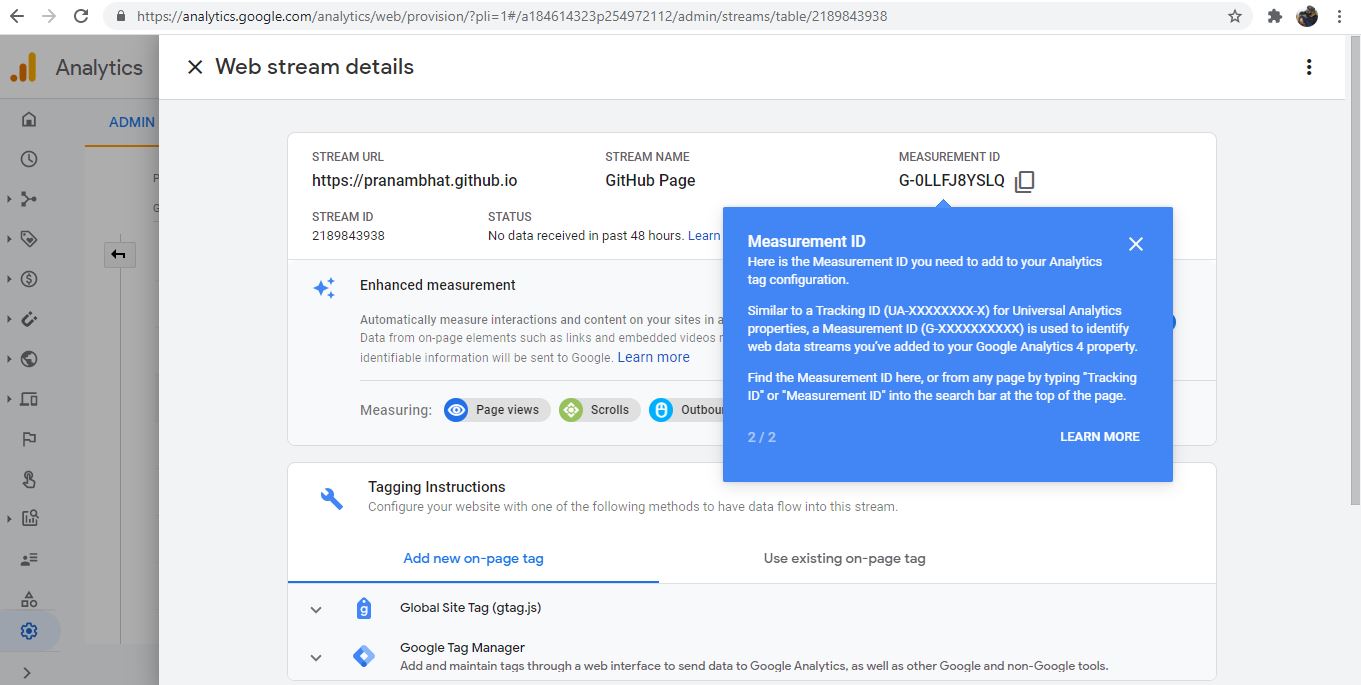 https://analytics.google.com/analytics/web/provision/?pli=1#/a184614323p254972112/admin/streams/table/2189843938
Analytics
Web stream details
ADMIN
P
G
STREAM URL
STREAM NAME
MEASUREMENT ID
https://pranambhat.github.io
GitHub Page
G-0LLFJ8YSLQ
STREAM ID
STATUS
2189843938
No data received in past 48 hours. Learn
Measurement ID
Here is the Measurement ID you need to add to your Analytics
tag configuration.
Similar to a Tracking ID (UA-XXXXXXXX-X) for Universal Analytics
properties, a Measurement ID (G-XXXXXXXXXX) is used to identify
web data streams you've added to your Google Analytics 4 property.
Find the Measurement ID here, or from any page by typing "Tracking
ID" or "Measurement ID" into the search bar at the top of the page.
2 / 2
LEARN MORE
Enhanced measurement
Automatically measure interactions and content on your sites in a
Data from on-page elements such as links and embedded videos
identifiable information will be sent to Google. Learn more
Measuring:
Page views
Scrolls
Outbou
Tagging Instructions
Configure your website with one of the following methods to have data flow into this stream.
Add new on-page tag
Use existing on-page tag
g
Global Site Tag (gtag.js)
Google Tag Manager
Add and maintain tags through a web interface to send data to Google Analytics, as well as other Google and non-Google tools.